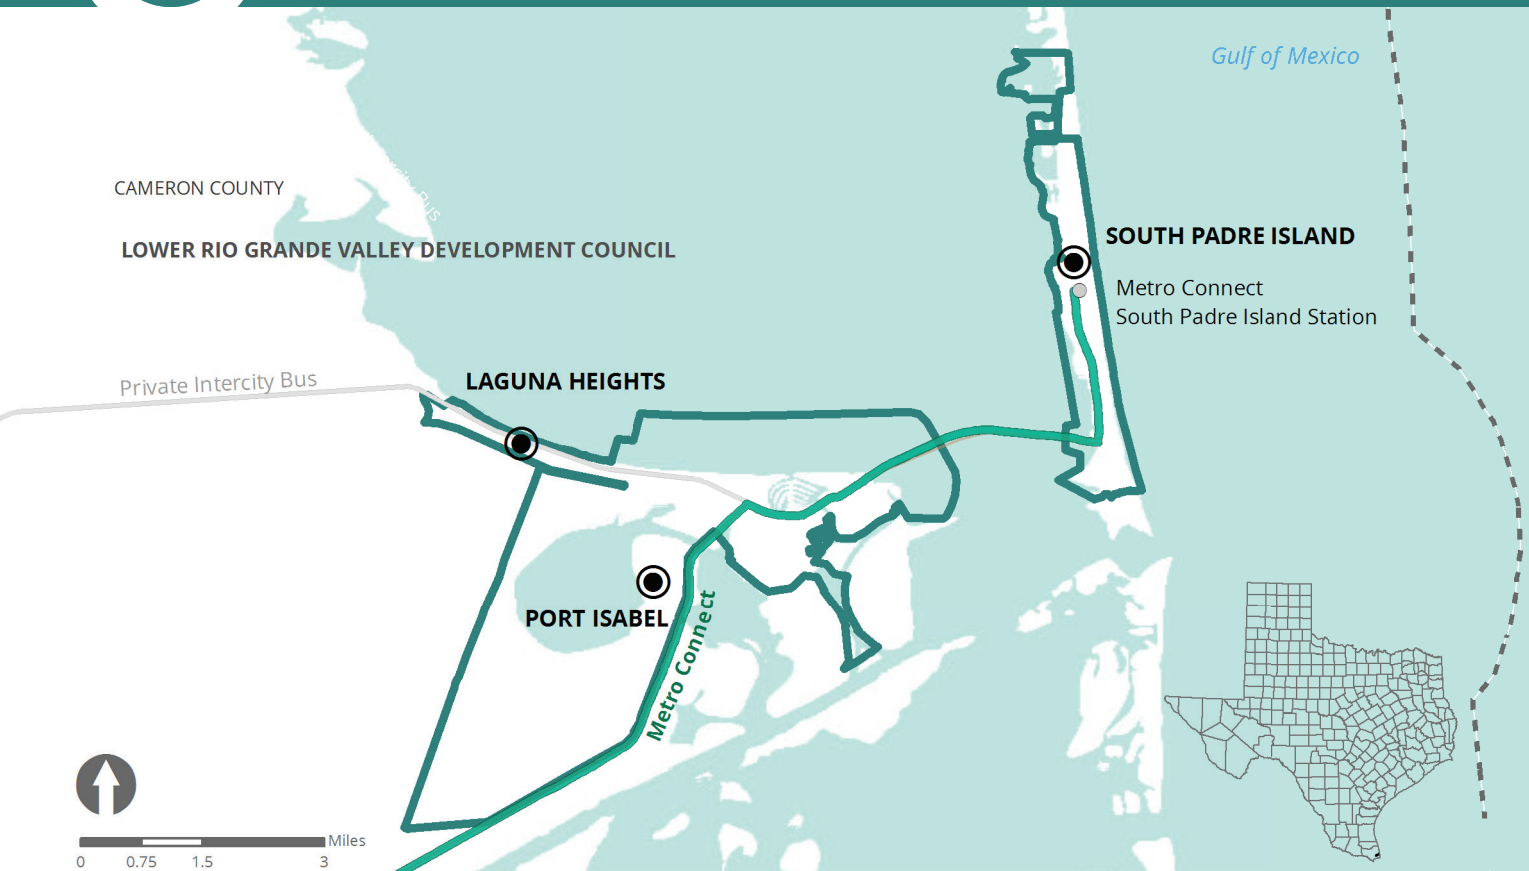 Gulf of Mexico
CAMERON COUNTY
LOWER RIO GRANDE VALLEY DEVELOPMENT COUNCIL
SOUTH PADRE ISLAND
Metro Connect
South Padre Island Station
Private Intercity Bus
LAGUNA HEIGHTS
PORT ISABEL
Metro Connect
Miles
0 0.75 1.5 3